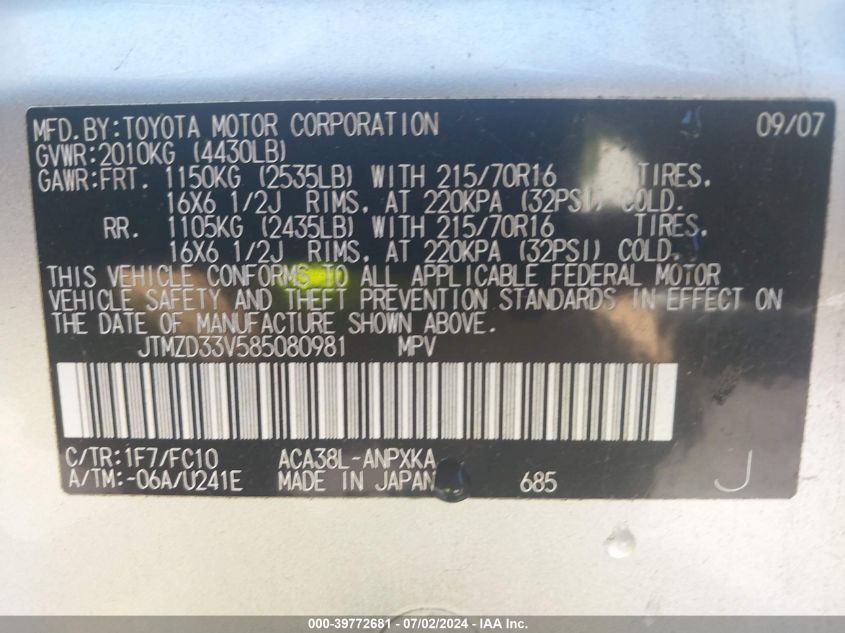 MFD.BY:TOYOTA MOTOR CORPORATION 09/07
GVWR:2010KG (4430LB)
GAWR:FRT. 1150KG (2535LB) WITH 215/70R16 TIRES,
16X6 1/2J RIMS, AT 220KPA (32PSI) COLD.
RR. 1105KG (2435LB) WITH 215/70R16 TIRES,
16X6 1/2J RIMS, AT 220KPA (32PSI) COLD.
THIS VEHICLE CONFORMS TO ALL APPLICABLE FEDERAL MOTOR
VEHICLE SAFETY AND THEFT PREVENTION STANDARDS IN EFFECT ON
THE DATE OF MANUFACTURE SHOWN ABOVE.
JTMZD33V585080981 MPV
C/TR:1F7/FC10 ACA38L-ANPXKA
A/TM:-06A/U241E MADE IN JAPAN 685 J
000-39772681 - 07/02/2024 - IAAI.com